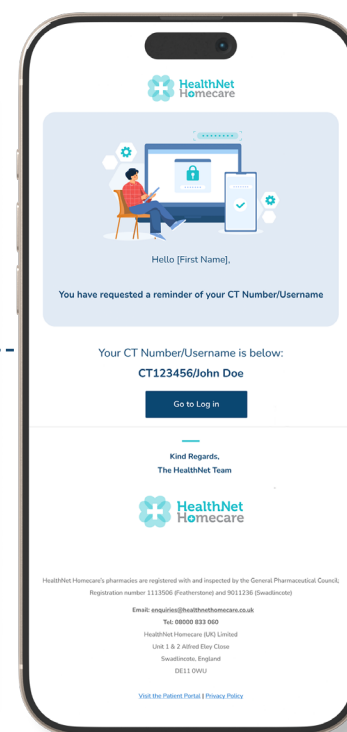 HealthNet
Homecare
Hello [First Name],
You have requested a reminder of your CT Number/Username
Your CT Number/Username is below:
CT123456/John Doe
Go to Log in
Kind Regards,
The HealthNet Team
HealthNet
Homecare
HealthNet Homecare's pharmacies are registered with and inspected by the General Pharmaceutical Council,
Registration number 1113506 (Featherstone) and 9011236 (Swadlincote)
Email: enquiries@healthnethomecare.co.uk
Tel: 08000 833 060
HealthNet Homecare (UK) Limited
Unit 1 & 2 Alfred Eley Close
Swadlincote, England
DE11 0WU
Visit the Patient Portal | Privacy Policy